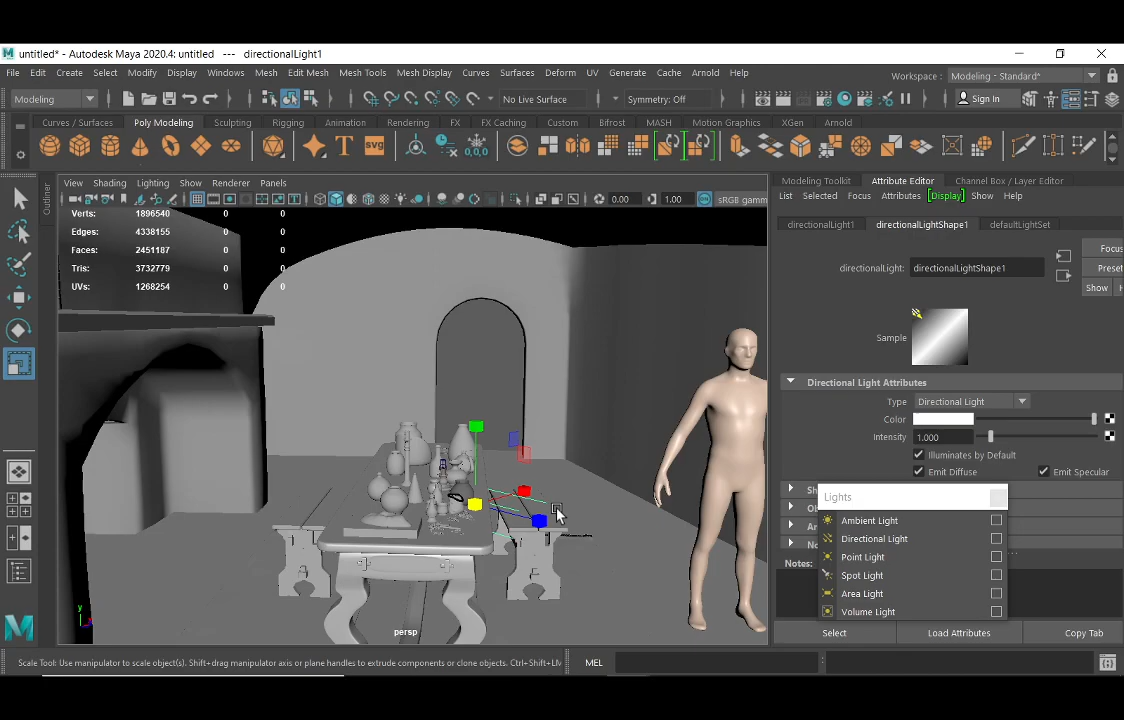 untitled* - Autodesk Maya 2020.4: untitled --- directionalLight1
File Edit Create Select Modify Display Windows Mesh Edit Mesh Mesh Tools Mesh Display Curves Surfaces Deform UV Generate Cache Arnold Help
Workspace : Modeling - Standard*
Modeling No Live Surface Symmetry: Off Sign In
Curves / Surfaces Poly Modeling Sculpting Rigging Animation Rendering FX FX Caching Custom Bifrost MASH Motion Graphics XGen Arnold
SVG 0,0,0
View Shading Lighting Show Renderer Panels
0.00 1.00 sRGB gamm
Verts: 1896540 0 0
Edges: 4338155 0 0
Faces: 2451187 0 0
Tris: 3732779 0 0
UVs: 1268254 0 0
Outliner
persp
y
Modeling Toolkit Attribute Editor Channel Box / Layer Editor
List Selected Focus Attributes Display Show Help
directionalLight1 directionalLightShape1 defaultLightSet
Focus
directionalLight: directionalLightShape1
Preset
Show H
Sample
Directional Light Attributes
Type Directional Light
Color
Intensity 1.000
Illuminates by Default
Emit Diffuse Emit Specular
Lights
Ambient Light
Directional Light
Point Light
Spot Light
Area Light
Volume Light
Notes:
Select Load Attributes Copy Tab
Scale Tool: Use manipulator to scale object(s). Shift+drag manipulator axis or plane handles to extrude components or clone objects. Ctrl+Shift+LM
MEL